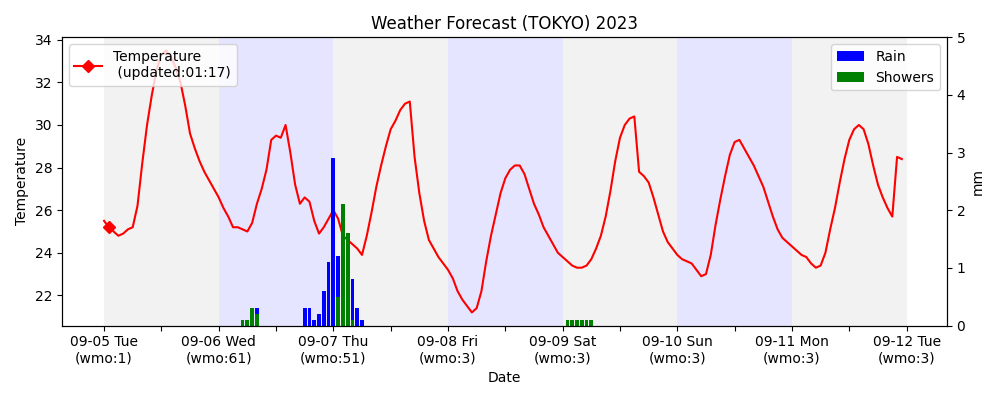 Weather Forecast (TOKYO) 2023
Temperature
(updated:01:17)
Rain
Showers
34
32
30
28
26
24
22
Temperature
5
4
3
2
1
0
mm
09-05 Tue
(wmo:1)
09-06 Wed
(wmo:61)
09-07 Thu
(wmo:51)
09-08 Fri
(wmo:3)
09-09 Sat
(wmo:3)
09-10 Sun
(wmo:3)
09-11 Mon
(wmo:3)
09-12 Tue
(wmo:3)
Date